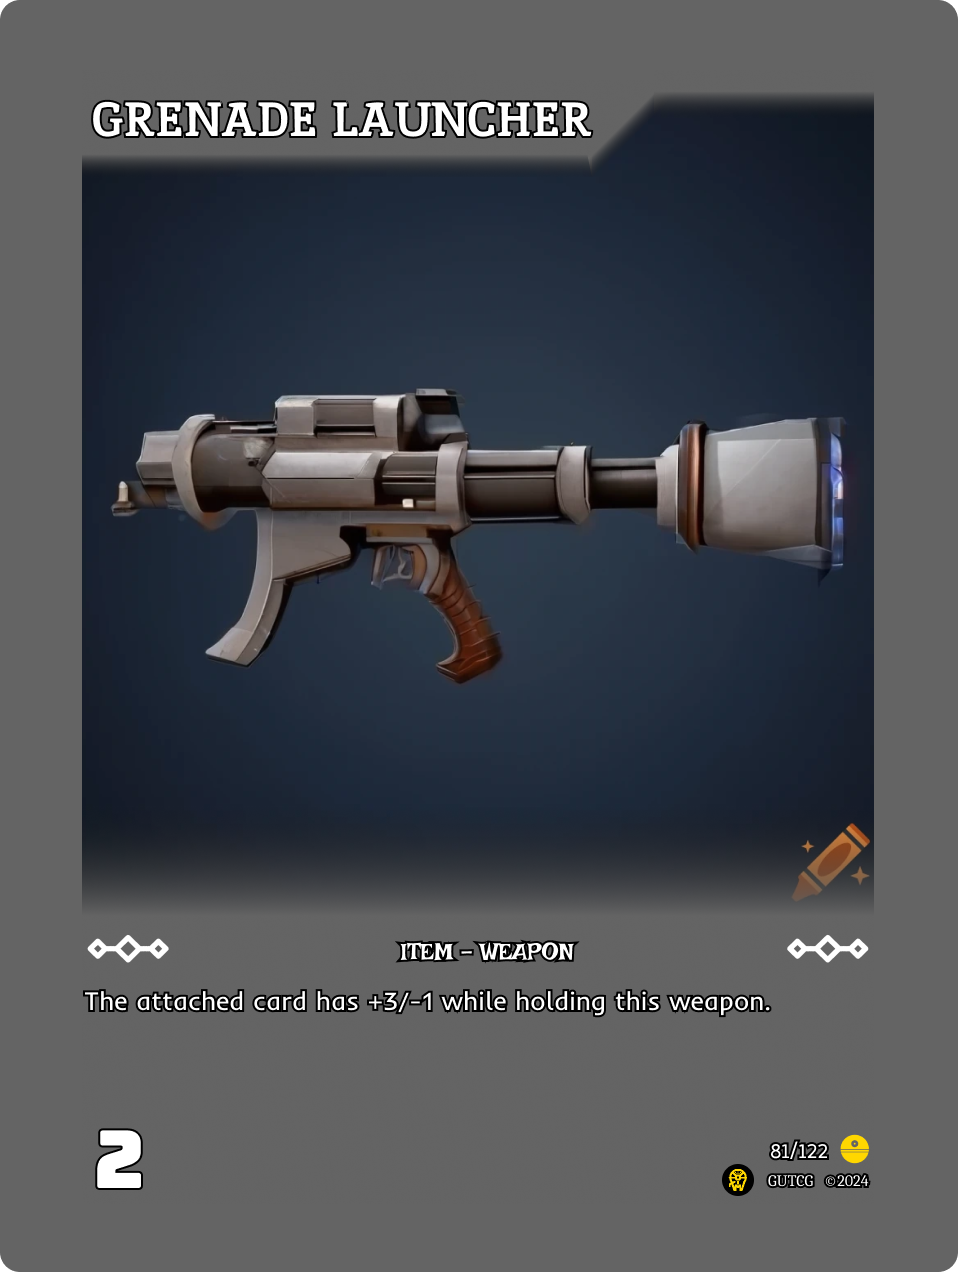 GRENADE LAUNCHER
ITEM – WEAPON
The attached card has +3/-1 while holding this weapon.
2
81/122
GUTCG ©2024